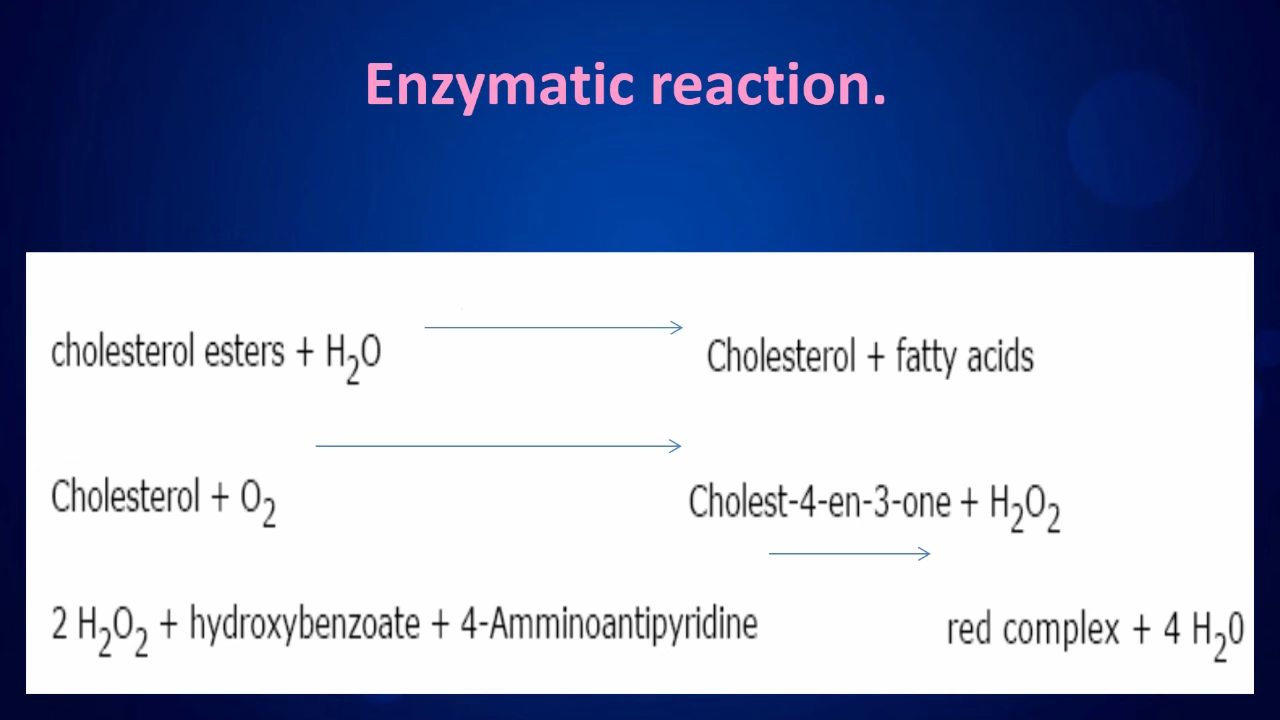 Enzymatic reaction.
cholesterol esters + H₂O Cholesterol + fatty acids
Cholesterol + O₂ Cholest-4-en-3-one + H₂O₂
2 H₂O₂ + hydroxybenzoate + 4-Amminoantipyridine red complex + 4 H₂0